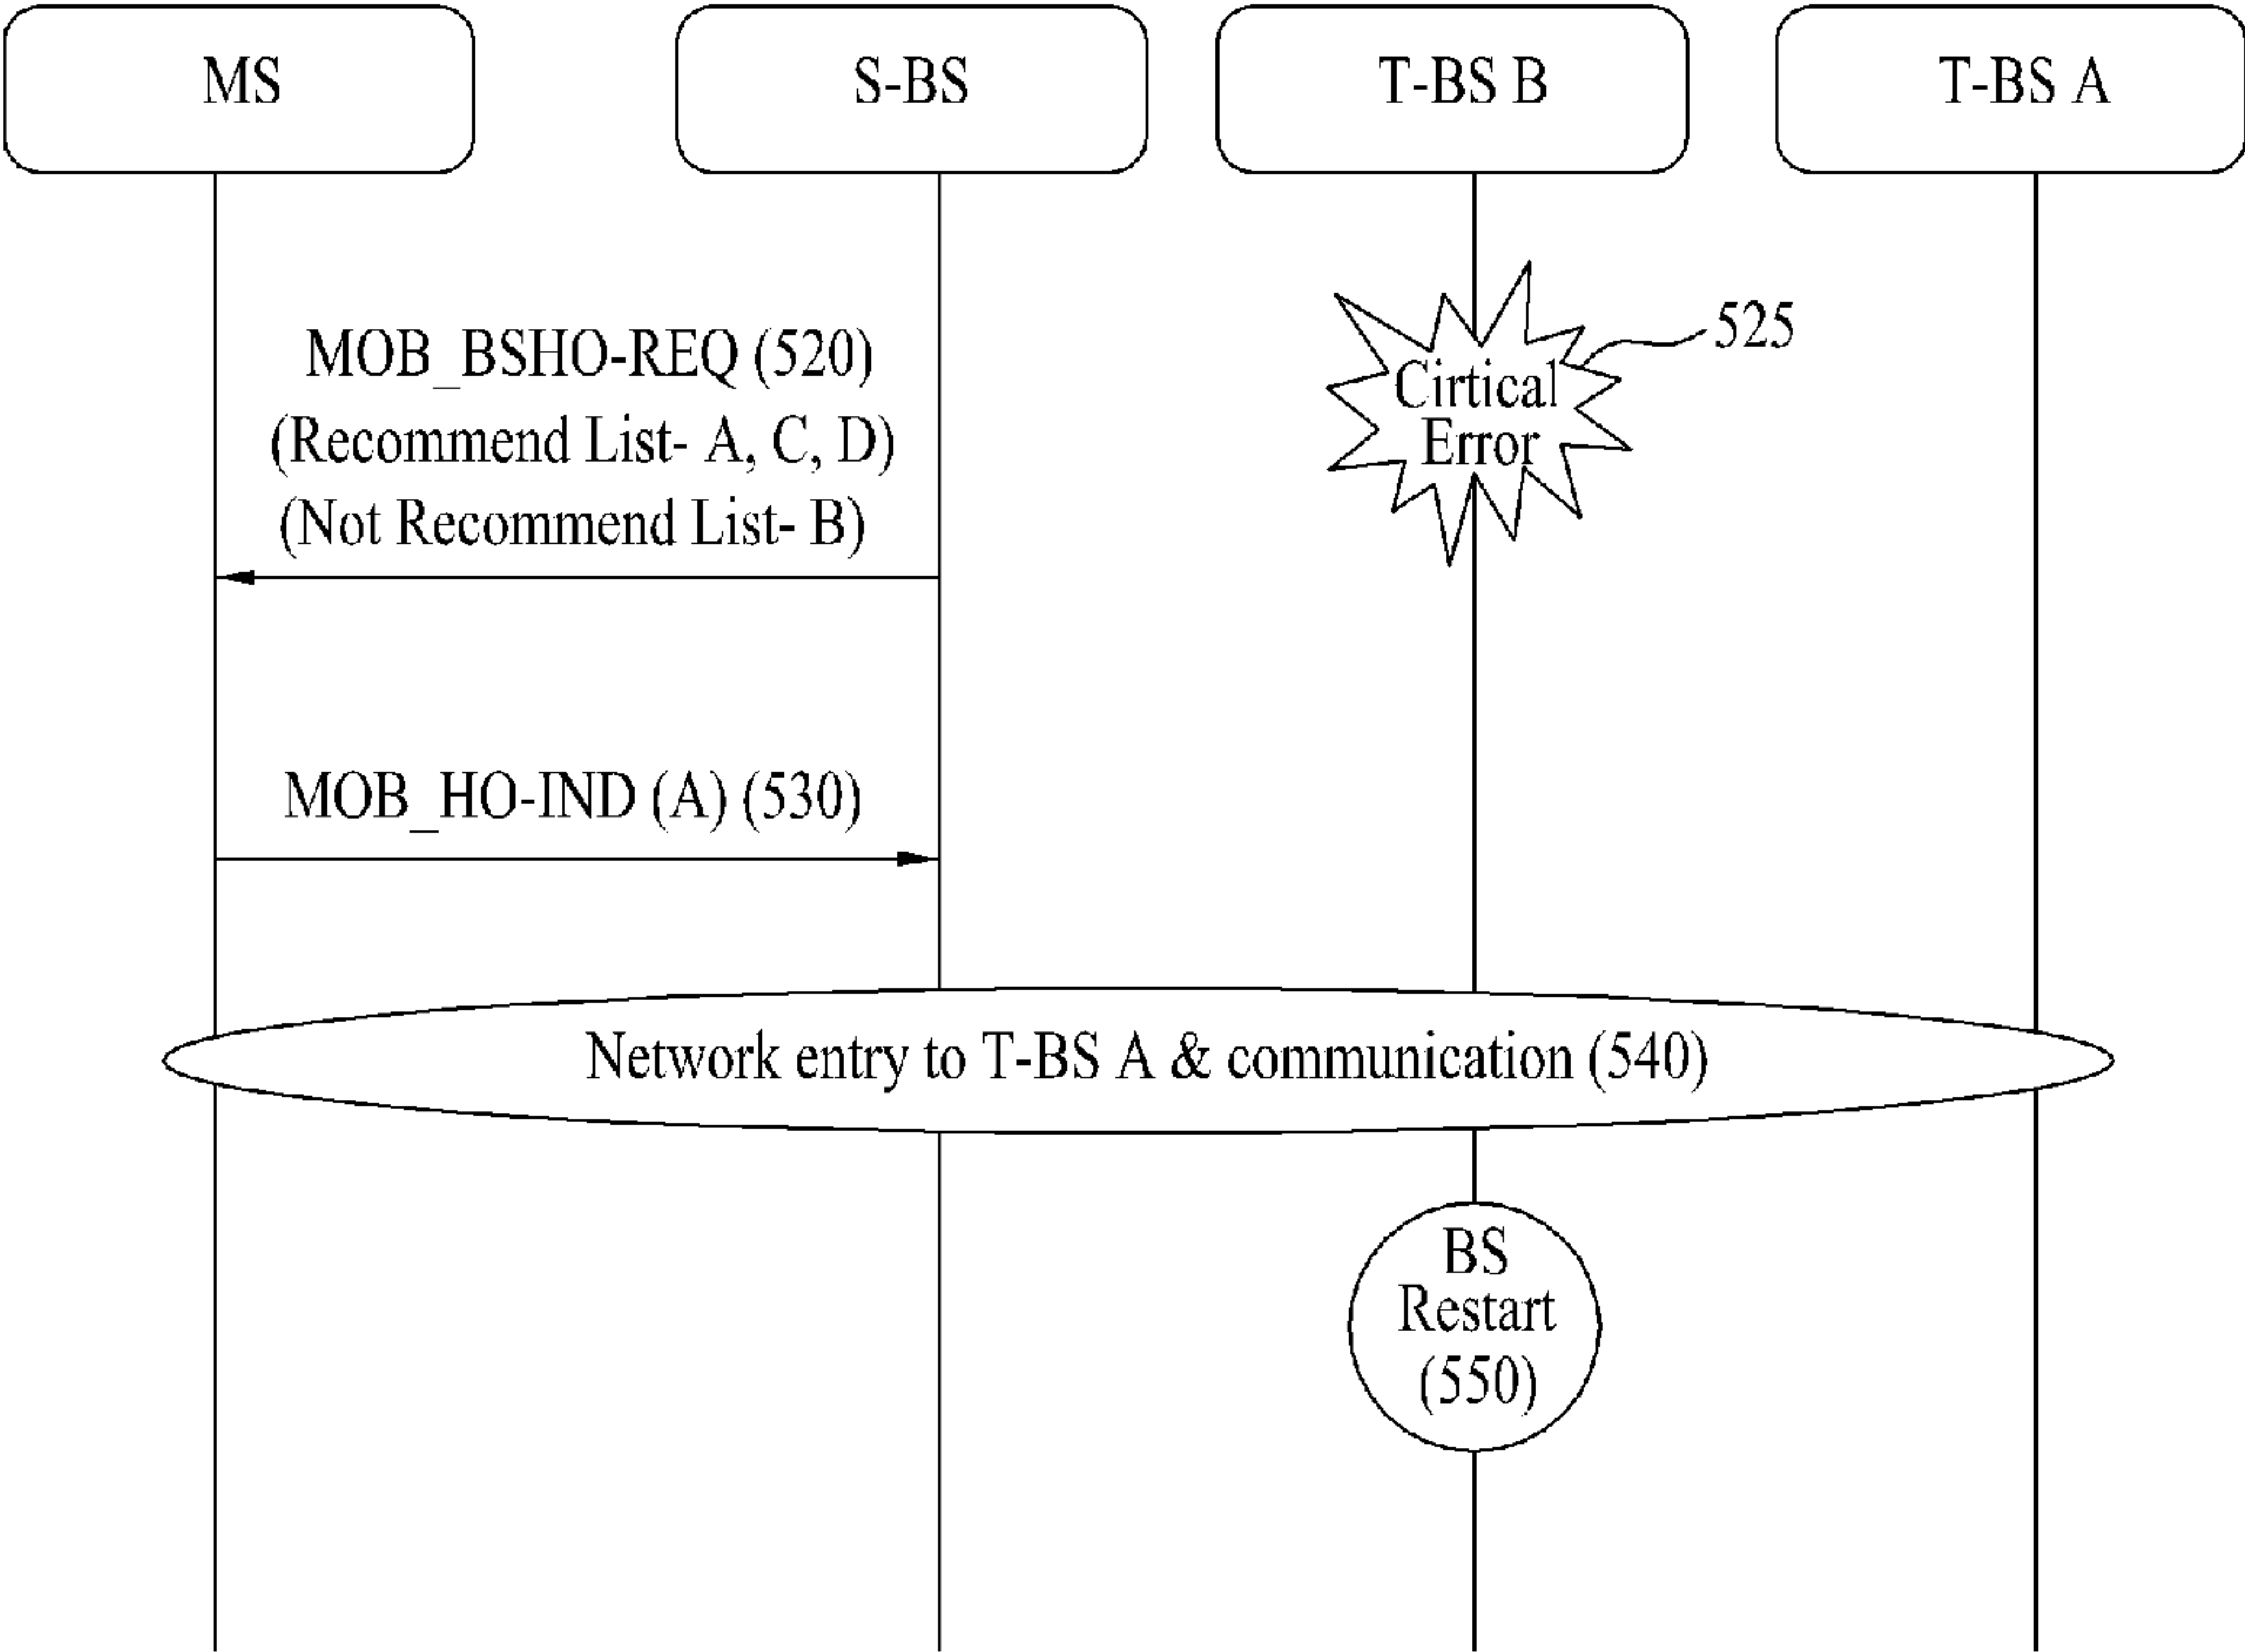 MS
S-BS
T-BS B
T-BS A
MOB_BSHO-REQ (520)
(Recommend List- A, C, D)
(Not Recommend List- B)
Cirtical
Error
525
MOB_HO-IND (A) (530)
Network entry to T-BS A & communication (540)
BS
Restart
(550)